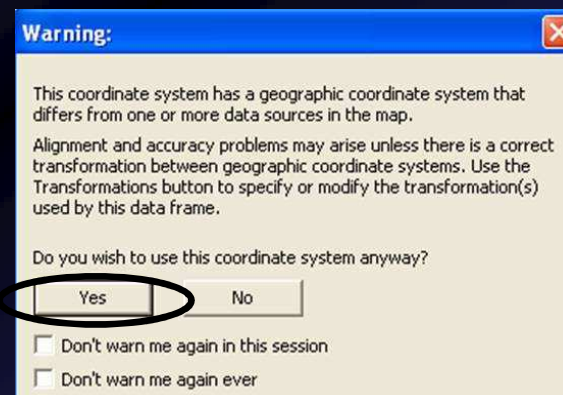 Warning:
This coordinate system has a geographic coordinate system that
differs from one or more data sources in the map.
Alignment and accuracy problems may arise unless there is a correct
transformation between geographic coordinate systems. Use the
Transformations button to specify or modify the transformation(s)
used by this data frame.
Do you wish to use this coordinate system anyway?
Yes No
Don't warn me again in this session
Don't warn me again ever